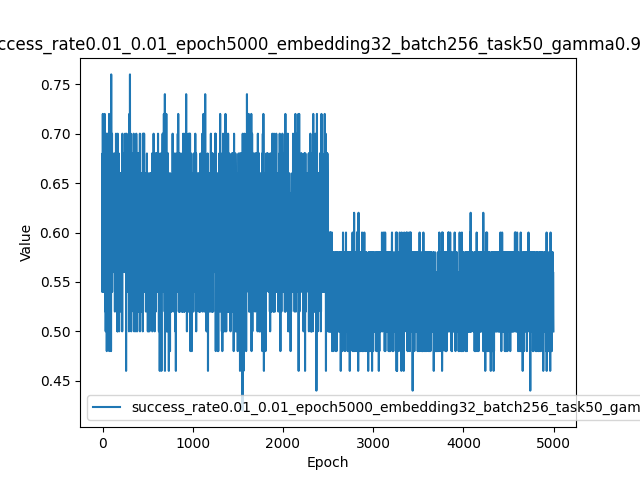 ccess_rate0.01_0.01_epoch5000_embedding32_batch256_task50_gamma0.9
0.75
0.70
0.65
0.60
0.55
0.50
0.45
Value
success_rate0.01_0.01_epoch5000_embedding32_batch256_task50_gam
0 1000 2000 3000 4000 5000
Epoch